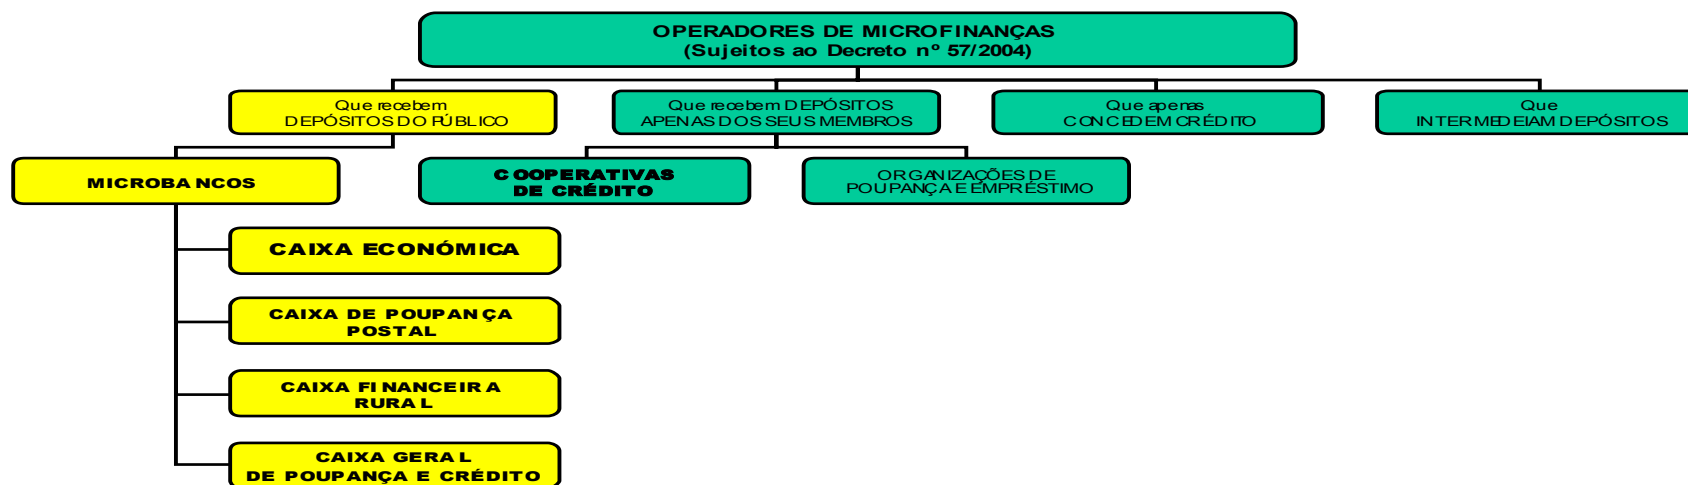 OPERADORES DE MICROFINANÇAS
(Sujeitos ao Decreto nº 57/2004)
Que recebem
DEPÓSITOS DO PÚBLICO
Que recebem DEPÓSITOS
APENAS DOS SEUS MEMBROS
Que apenas
CONCEDEM CRÉDITO
Que
INTERMEDEIAM DEPÓSITOS
MICROBANCOS
COOPERATIVAS
DE CRÉDITO
ORGANIZAÇÕES DE
POUPANÇA E EMPRÉSTIMO
CAIXA ECONÓMICA
CAIXA DE POUPANÇA
POSTAL
CAIXA FINANCEIRA
RURAL
CAIXA GERAL
DE POUPANÇA E CRÉDITO